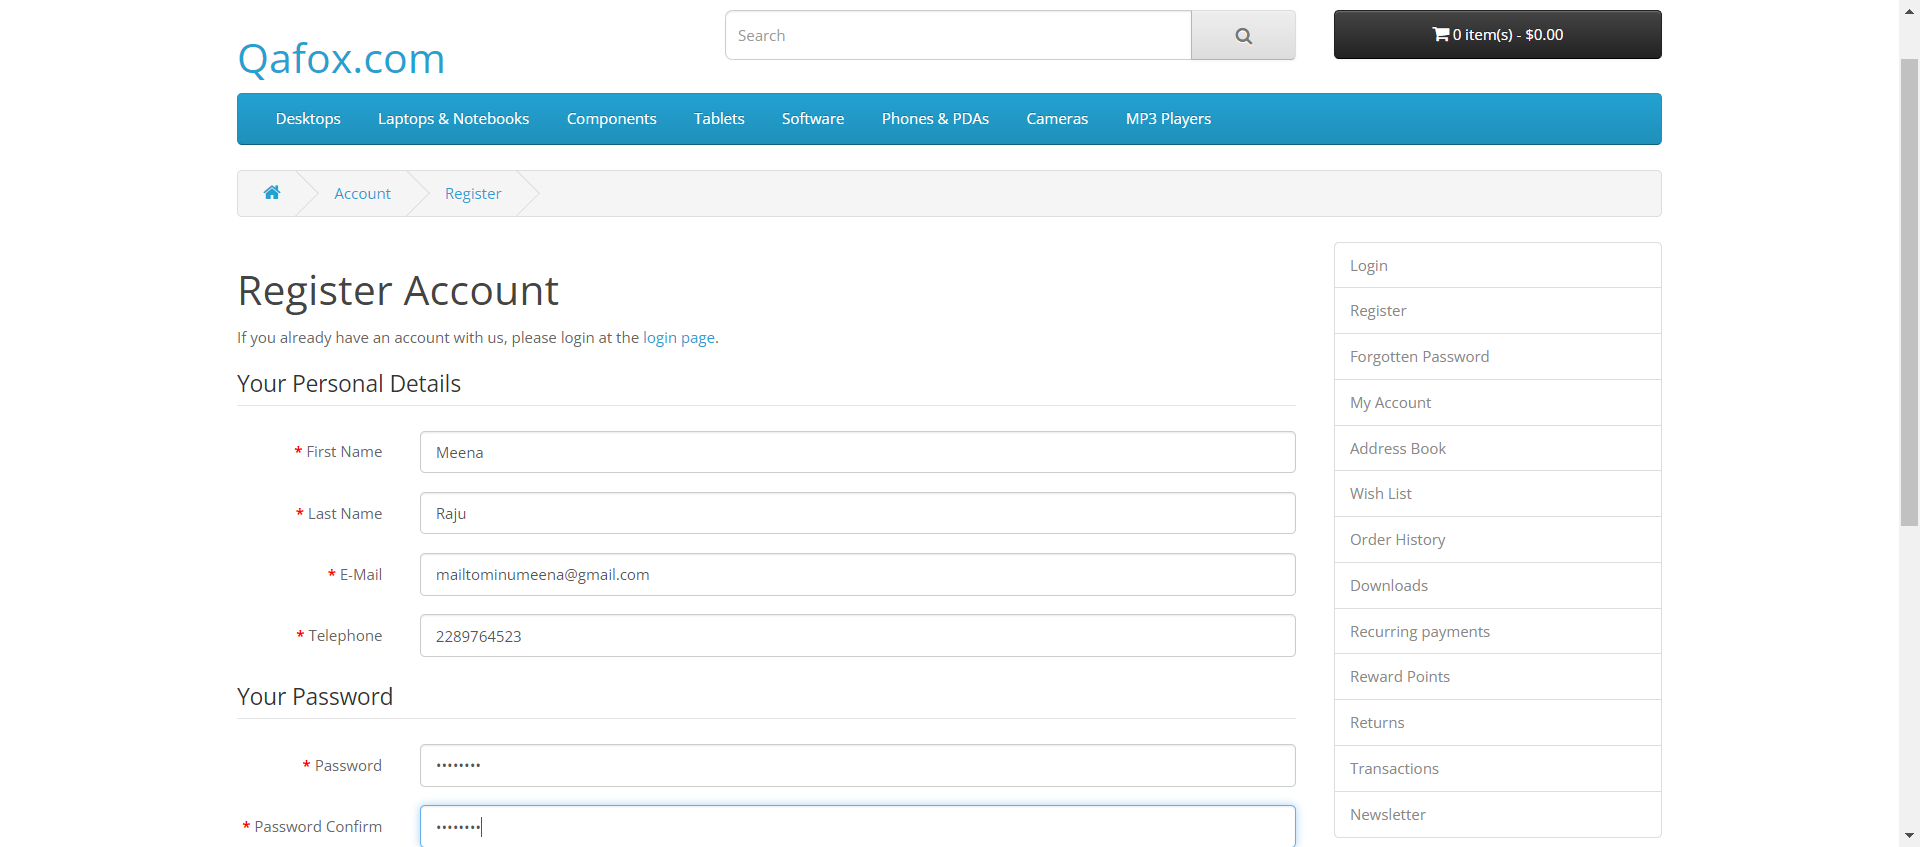 Search
0 item(s) - $0.00
Qafox.com
Desktops Laptops & Notebooks Components Tablets Software Phones & PDAs Cameras MP3 Players
Account Register
Register Account
If you already have an account with us, please login at the login page.
Your Personal Details
* First Name Meena
* Last Name Raju
* E-Mail mailtominumeena@gmail.com
* Telephone 2289764523
Your Password
* Password ••••••••
* Password Confirm ••••••••
Login
Register
Forgotten Password
My Account
Address Book
Wish List
Order History
Downloads
Recurring payments
Reward Points
Returns
Transactions
Newsletter